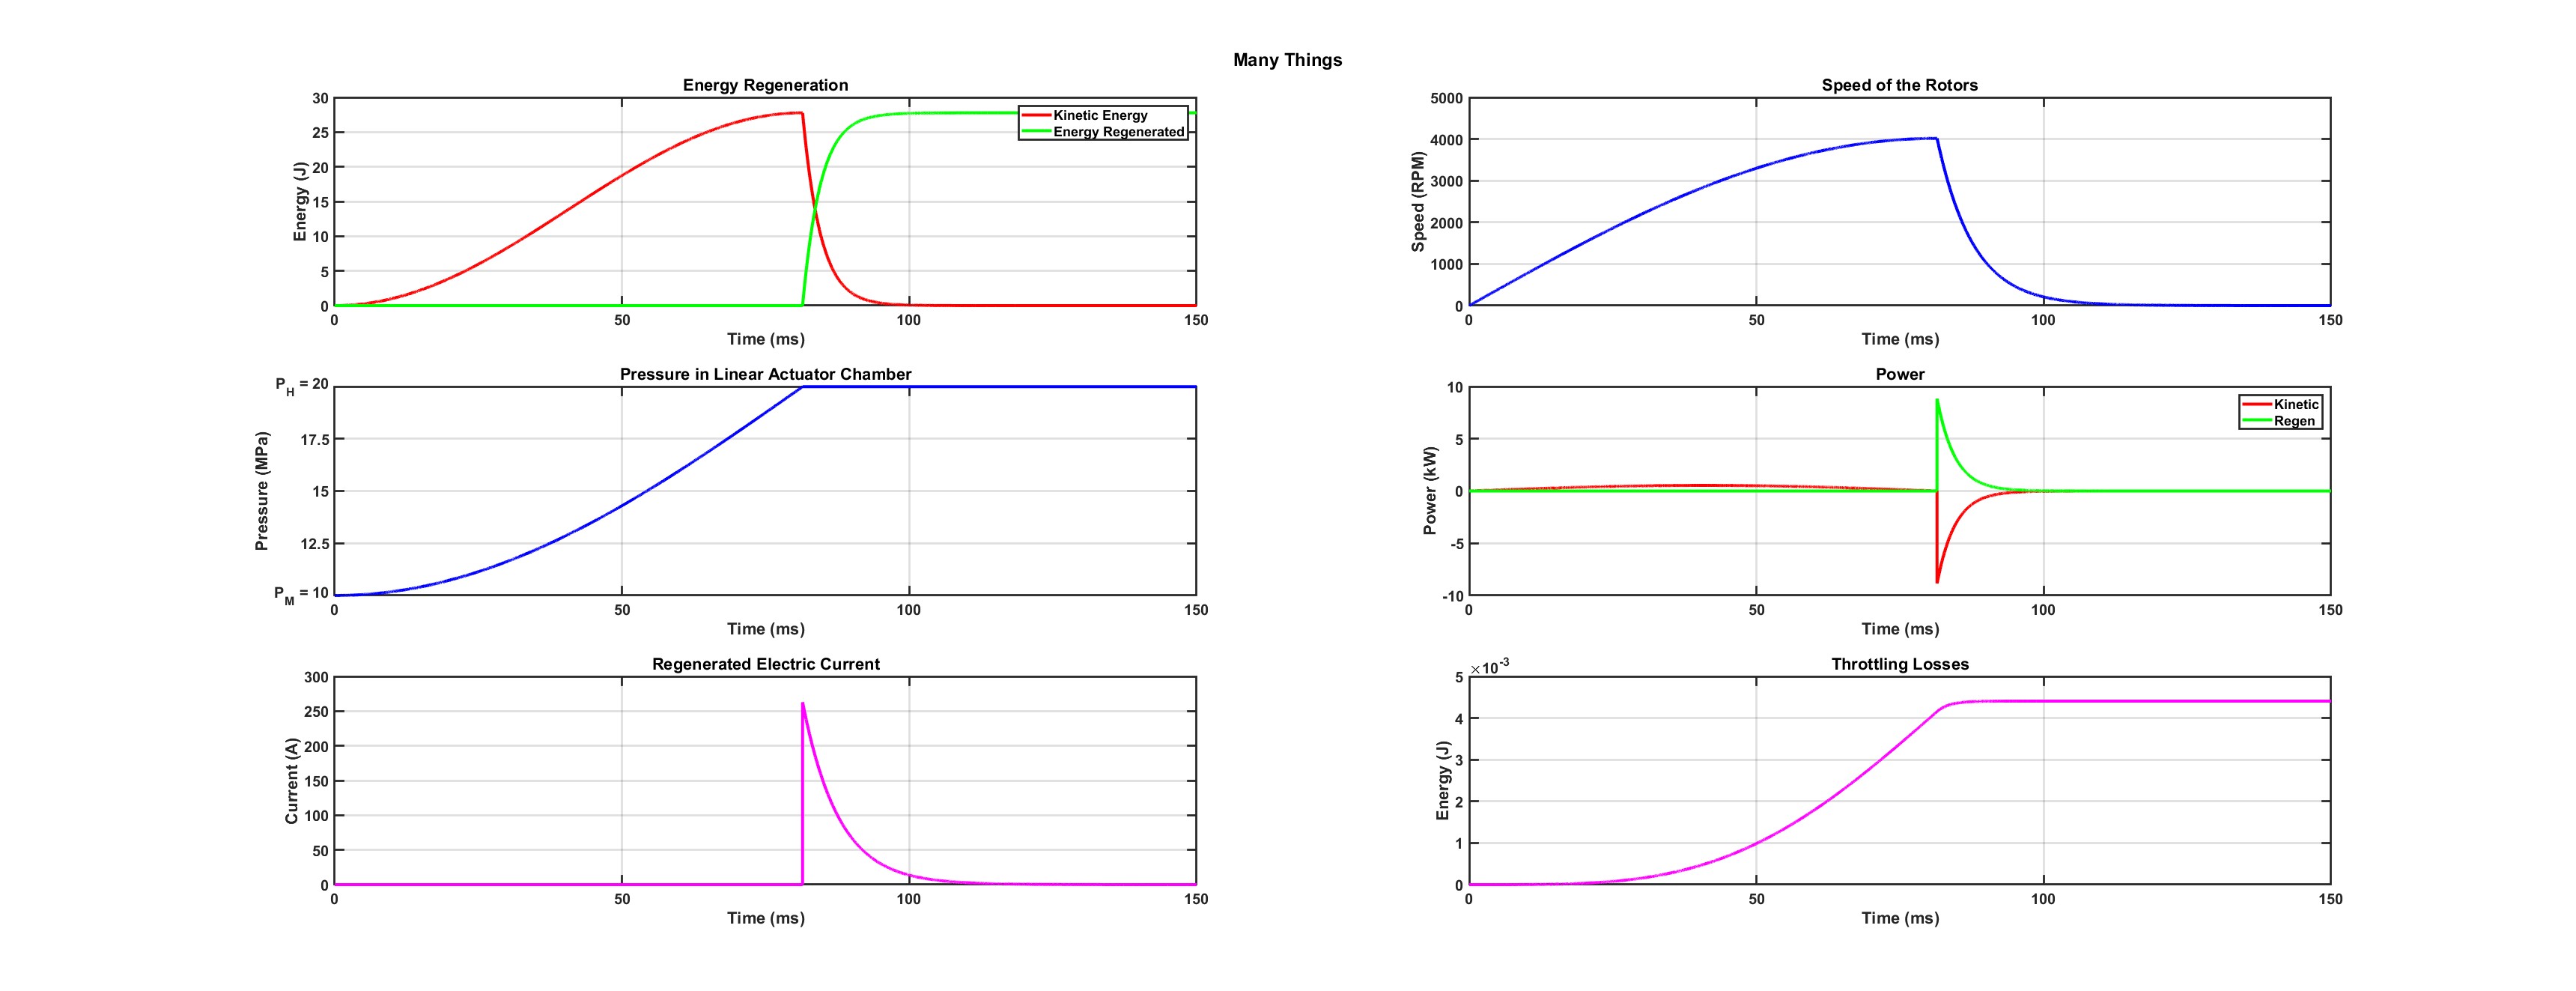 Many Things
Energy Regeneration
30
25
20
15
10
5
0
Energy (J)
Kinetic Energy
Energy Regenerated
0 50 100 150
Time (ms)
Speed of the Rotors
5000
4000
3000
2000
1000
0
Speed (RPM)
0 50 100 150
Time (ms)
Pressure in Linear Actuator Chamber
P_H = 20
17.5
15
12.5
P_M = 10
Pressure (MPa)
0 50 100 150
Time (ms)
Power
10
5
0
-5
-10
Power (kW)
Kinetic
Regen
0 50 100 150
Time (ms)
Regenerated Electric Current
300
250
200
150
100
50
0
Current (A)
0 50 100 150
Time (ms)
Throttling Losses
×10^-3
5
4
3
2
1
0
Energy (J)
0 50 100 150
Time (ms)